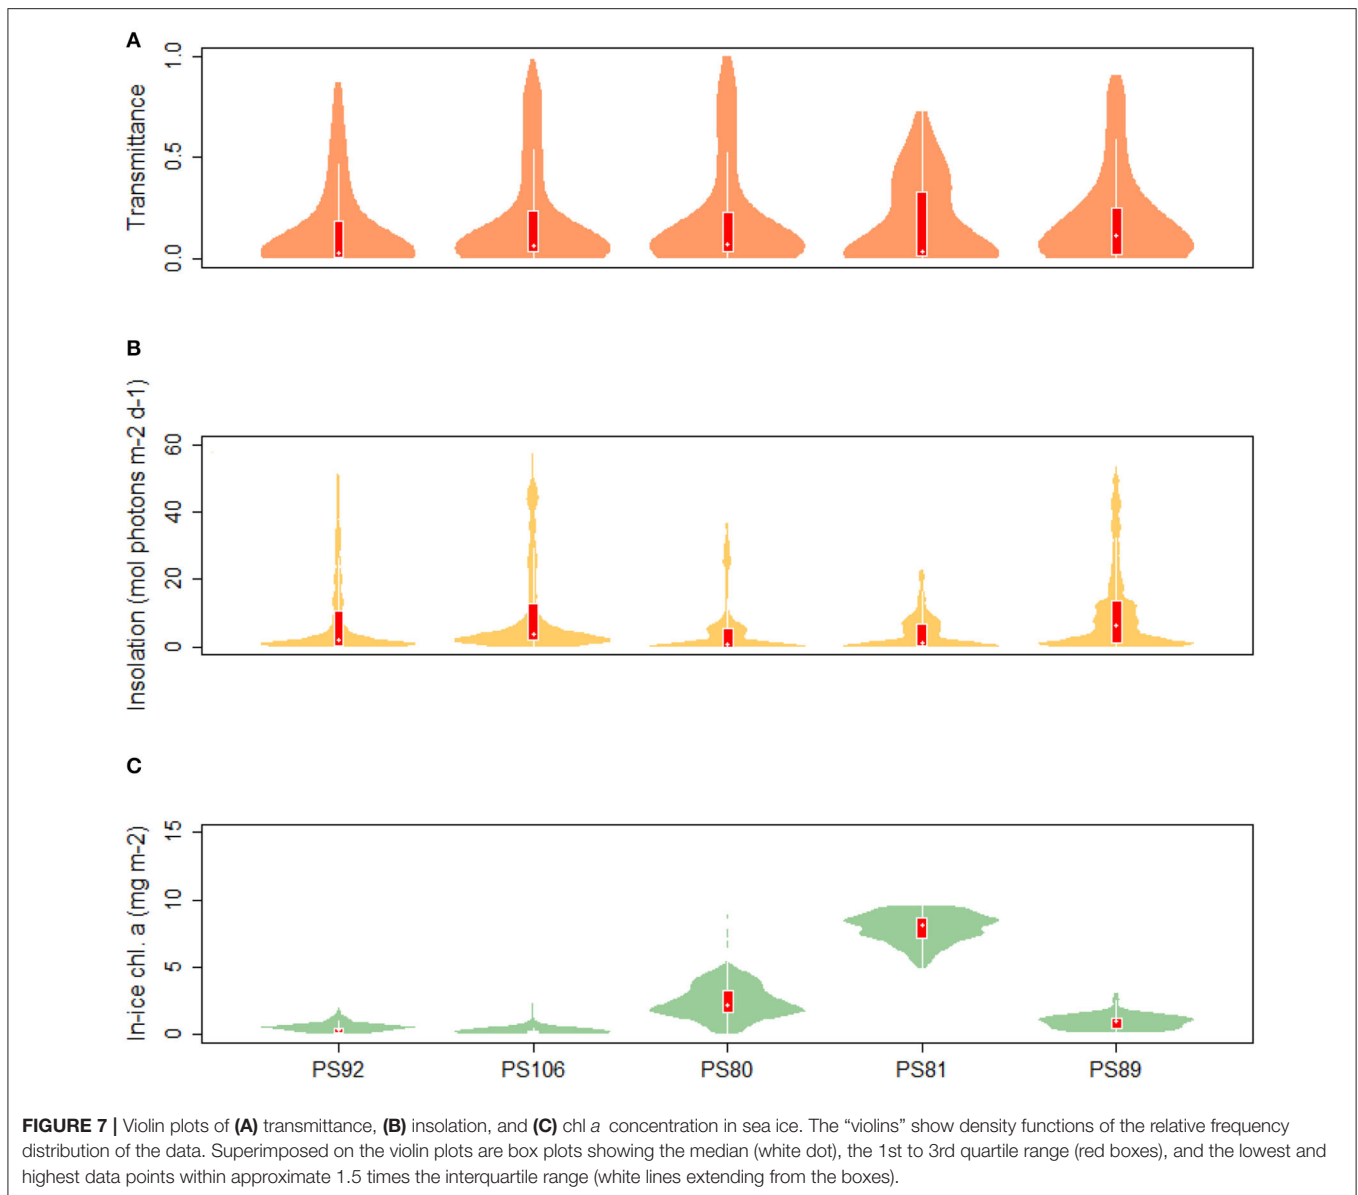 A
Transmittance
1.0
0.5
0.0
B
Insolation (mol photons m-2 d-1)
60
40
20
0
C
In-ice chl. a (mg m-2)
15
10
5
0
PS92 PS106 PS80 PS81 PS89
FIGURE 7 | Violin plots of (A) transmittance, (B) insolation, and (C) chl a concentration in sea ice. The “violins” show density functions of the relative frequency
distribution of the data. Superimposed on the violin plots are box plots showing the median (white dot), the 1st to 3rd quartile range (red boxes), and the lowest and
highest data points within approximate 1.5 times the interquartile range (white lines extending from the boxes).